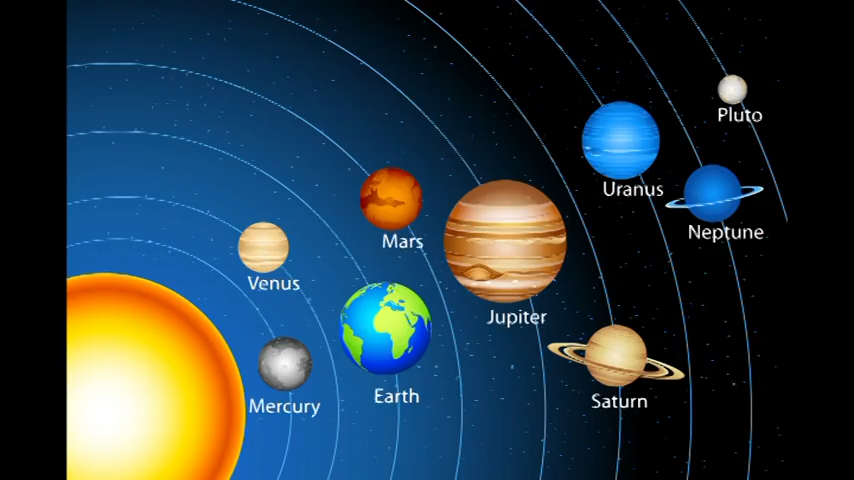 Pluto
Uranus
Neptune
Mars
Venus
Jupiter
Earth
Saturn
Mercury